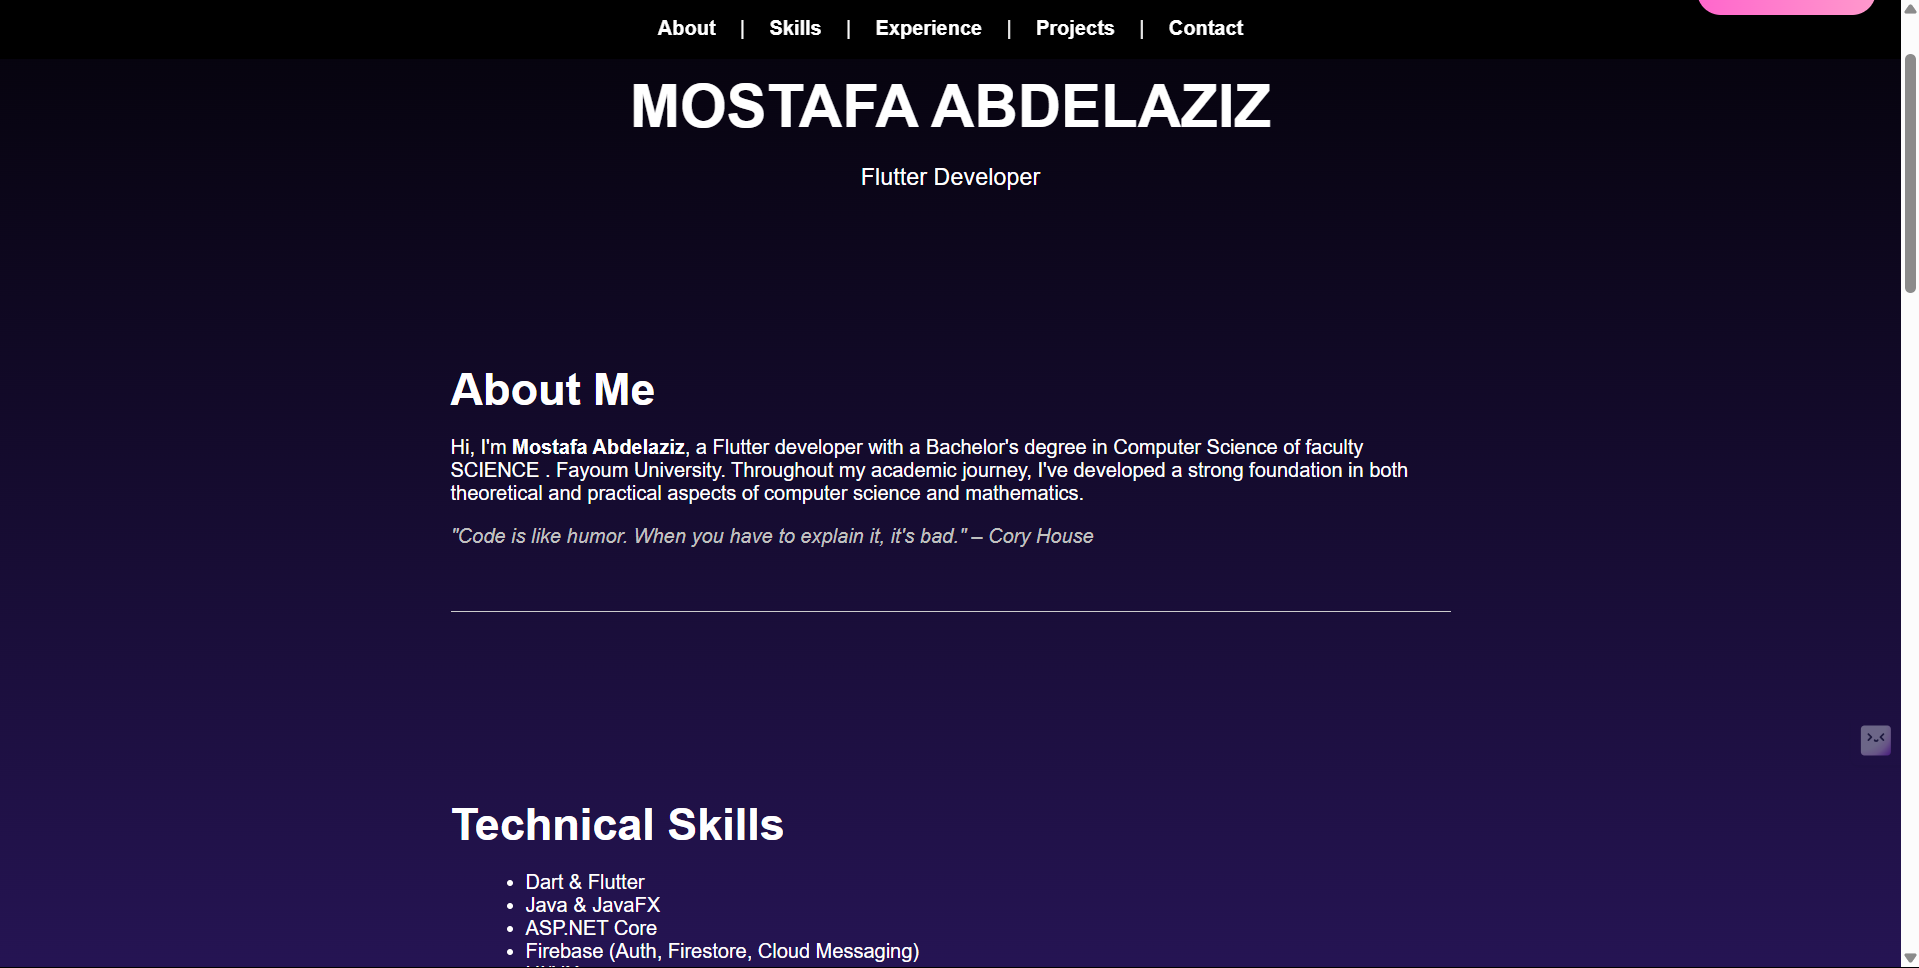 About | Skills | Experience | Projects | Contact
MOSTAFA ABDELAZIZ
Flutter Developer
About Me
Hi, I'm Mostafa Abdelaziz, a Flutter developer with a Bachelor's degree in Computer Science of faculty
SCIENCE . Fayoum University. Throughout my academic journey, I've developed a strong foundation in both
theoretical and practical aspects of computer science and mathematics.
"Code is like humor. When you have to explain it, it's bad." – Cory House
Technical Skills
• Dart & Flutter
• Java & JavaFX
• ASP.NET Core
• Firebase (Auth, Firestore, Cloud Messaging)